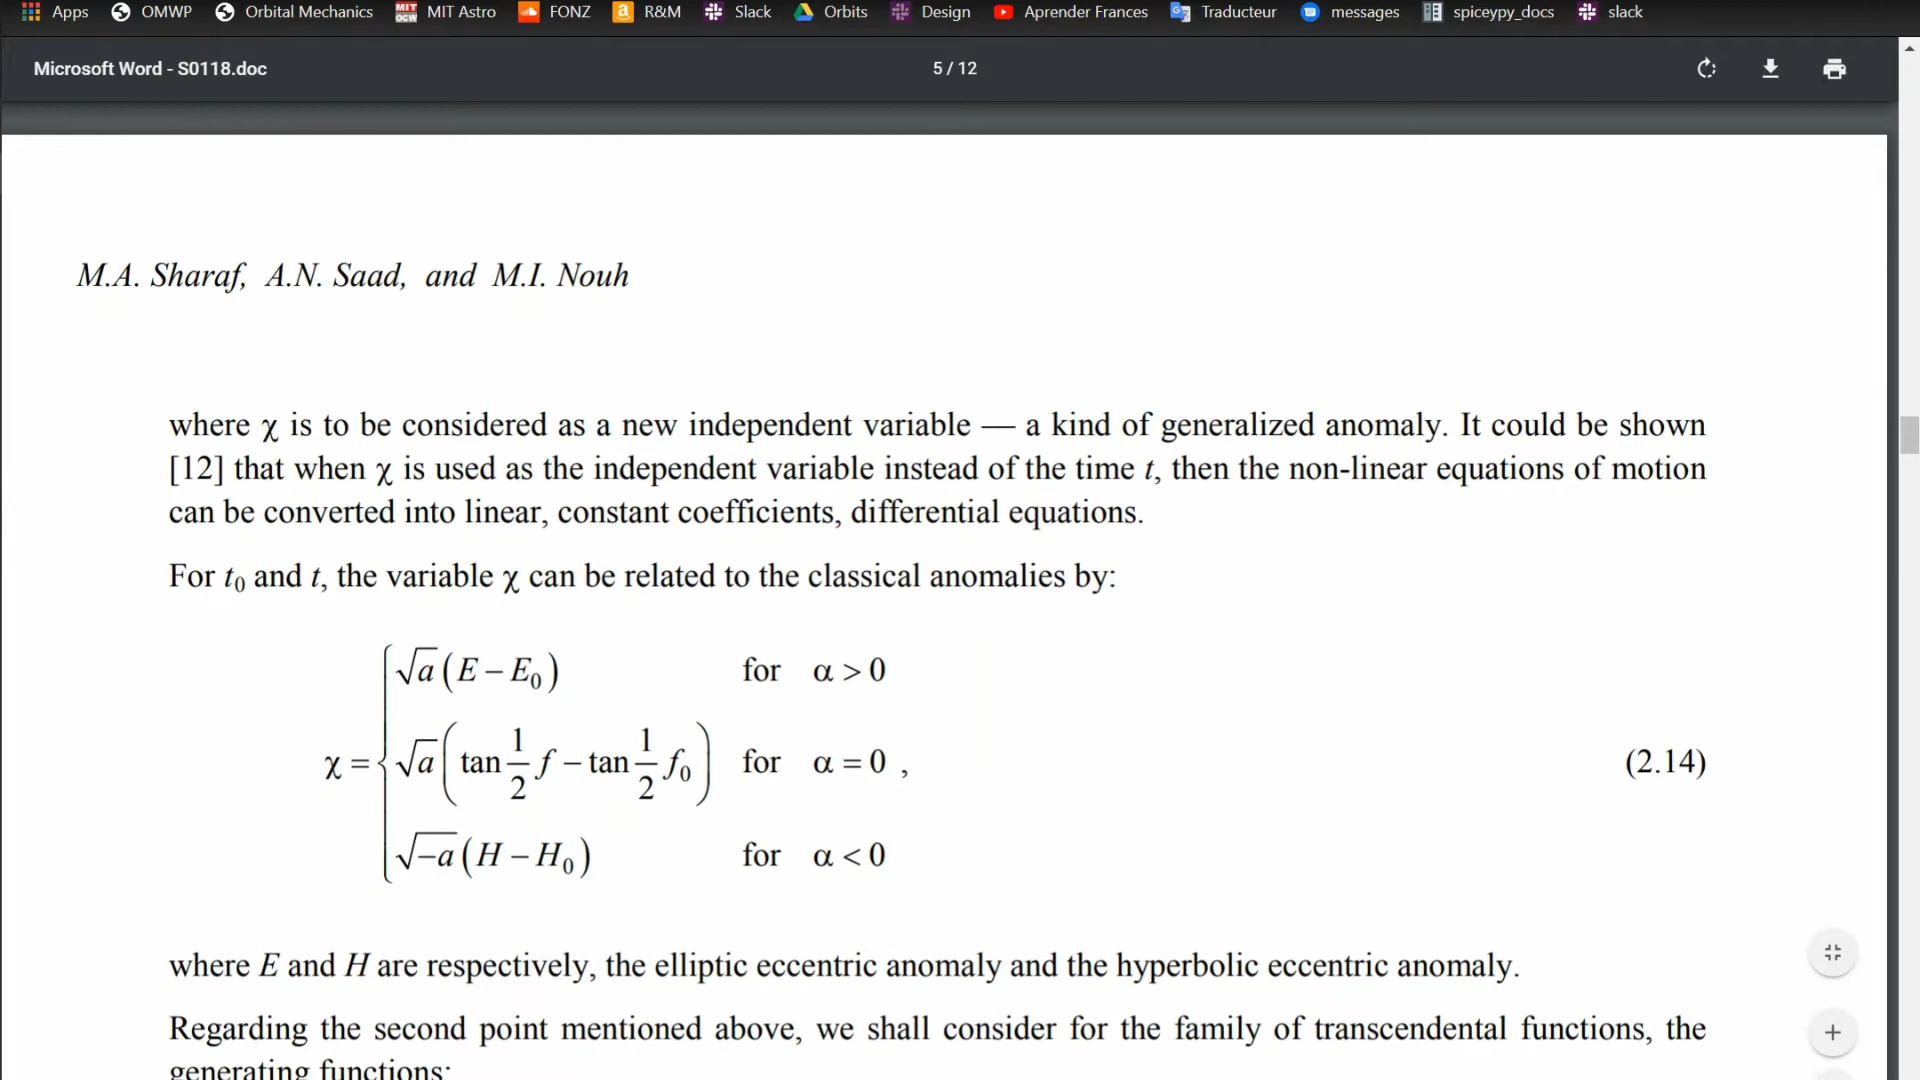 Apps OMWP Orbital Mechanics MIT OCW MIT Astro FONZ a R&M Slack Orbits Design Aprender Frances G Traducteur messages spiceypy_docs slack
Microsoft Word - S0118.doc 5 / 12
M.A. Sharaf, A.N. Saad, and M.I. Nouh
where χ is to be considered as a new independent variable — a kind of generalized anomaly. It could be shown
[12] that when χ is used as the independent variable instead of the time t, then the non-linear equations of motion
can be converted into linear, constant coefficients, differential equations.
For t₀ and t, the variable χ can be related to the classical anomalies by:
√a (E – E₀) for α > 0
χ = { √a (tan 1/2 f – tan 1/2 f₀) for α = 0 , (2.14)
√–a (H – H₀) for α < 0
where E and H are respectively, the elliptic eccentric anomaly and the hyperbolic eccentric anomaly.
Regarding the second point mentioned above, we shall consider for the family of transcendental functions, the
generating functions: